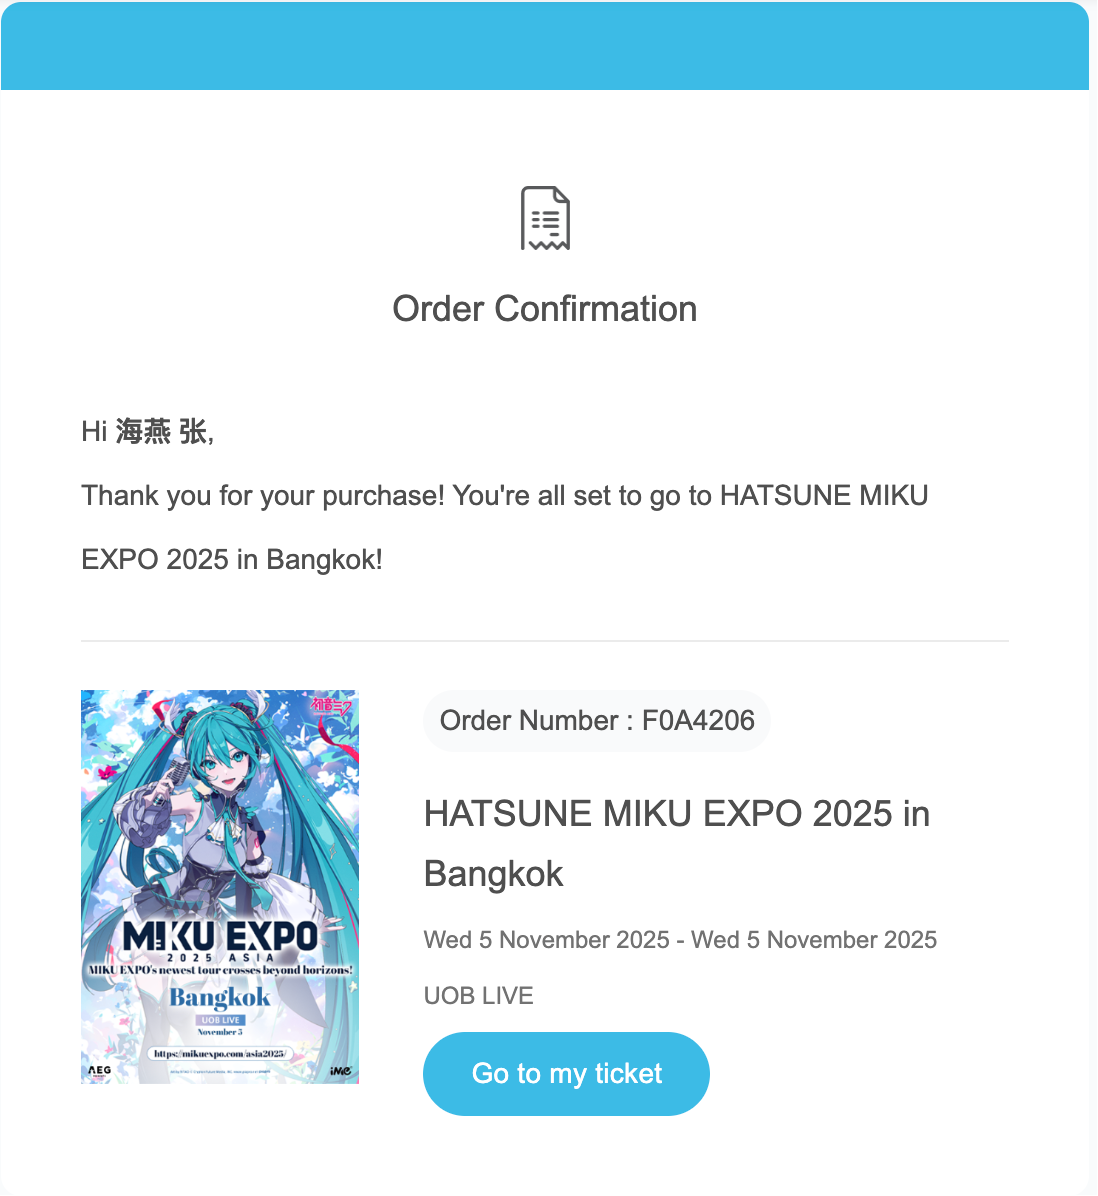 Order Confirmation
Hi 海燕 张,
Thank you for your purchase! You're all set to go to HATSUNE MIKU
EXPO 2025 in Bangkok!
初音ミク
MIKU EXPO
2025 ASIA
MIKU EXPO's newest tour crosses beyond horizons!
Bangkok
UOB LIVE
November 5
https://mikuexpo.com/asia2025/
AEG
iMe
Order Number : F0A4206
HATSUNE MIKU EXPO 2025 in
Bangkok
Wed 5 November 2025 - Wed 5 November 2025
UOB LIVE
Go to my ticket